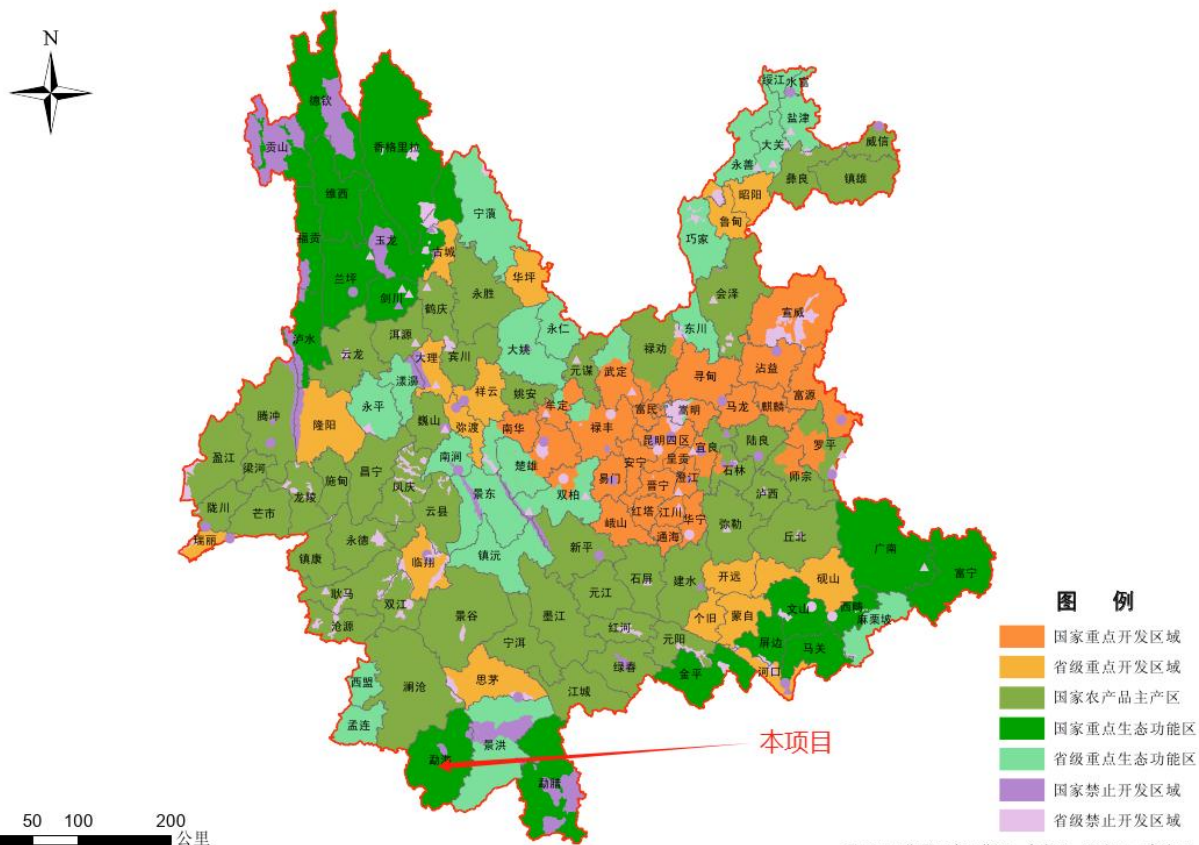 N
德钦
贡山
香格里拉
维西
福贡
玉龙
兰坪
剑川
泸水
古城
宁蒗
华坪
永胜
鹤庆
洱源
云龙
大理
宾川
漾濞
永平
祥云
弥渡
巍山
南涧
大姚
永仁
元谋
姚安
牟定
南华
楚雄
双柏
武定
禄劝
禄丰
富民
嵩明
寻甸
东川
会泽
巧家
鲁甸
昭阳
永善
大关
盐津
绥江
水富
彝良
镇雄
威信
宣威
沾益
富源
马龙
麒麟
罗平
师宗
陆良
宜良
石林
昆明四区
呈贡
安宁
晋宁
澄江
易门
红塔
江川
华宁
峨山
通海
泸西
弥勒
丘北
广南
富宁
砚山
文山
西畴
麻栗坡
马关
屏边
河口
开远
个旧
蒙自
建水
石屏
元江
新平
红河
元阳
绿春
金平
墨江
江城
宁洱
思茅
景谷
镇沅
景东
云县
凤庆
昌宁
隆阳
腾冲
盈江
梁河
陇川
芒市
瑞丽
龙陵
施甸
永德
镇康
耿马
双江
沧源
临翔
澜沧
西盟
孟连
勐海
景洪
勐腊
本项目
图 例
国家重点开发区域
省级重点开发区域
国家农产品主产区
国家重点生态功能区
省级重点生态功能区
国家禁止开发区域
省级禁止开发区域
50 100 200
公里